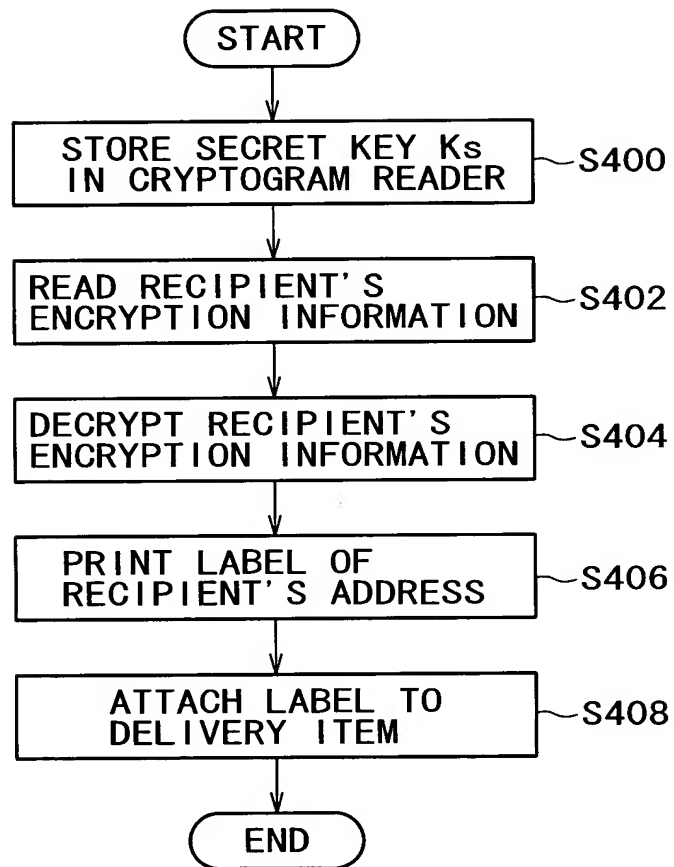 START
STORE SECRET KEY Ks
IN CRYPTOGRAM READER
S400
READ RECIPIENT'S
ENCRYPTION INFORMATION
S402
DECRYPT RECIPIENT'S
ENCRYPTION INFORMATION
S404
PRINT LABEL OF
RECIPIENT'S ADDRESS
S406
ATTACH LABEL TO
DELIVERY ITEM
S408
END